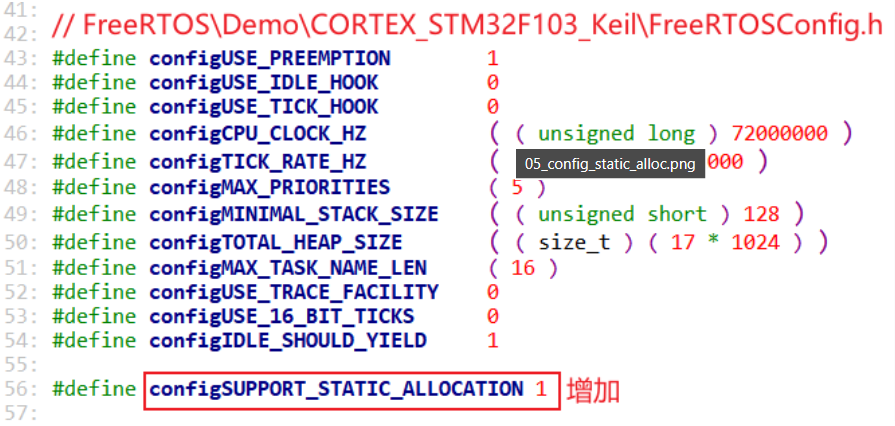 41:
42: // FreeRTOS\Demo\CORTEX_STM32F103_Keil\FreeRTOSConfig.h
43: #define configUSE_PREEMPTION 1
44: #define configUSE_IDLE_HOOK 0
45: #define configUSE_TICK_HOOK 0
46: #define configCPU_CLOCK_HZ ( ( unsigned long ) 72000000 )
47: #define configTICK_RATE_HZ ( 05_config_static_alloc.png 000 )
48: #define configMAX_PRIORITIES ( 5 )
49: #define configMINIMAL_STACK_SIZE ( ( unsigned short ) 128 )
50: #define configTOTAL_HEAP_SIZE ( ( size_t ) ( 17 * 1024 ) )
51: #define configMAX_TASK_NAME_LEN ( 16 )
52: #define configUSE_TRACE_FACILITY 0
53: #define configUSE_16_BIT_TICKS 0
54: #define configIDLE_SHOULD_YIELD 1
55:
56: #define configSUPPORT_STATIC_ALLOCATION 1 增加
57: